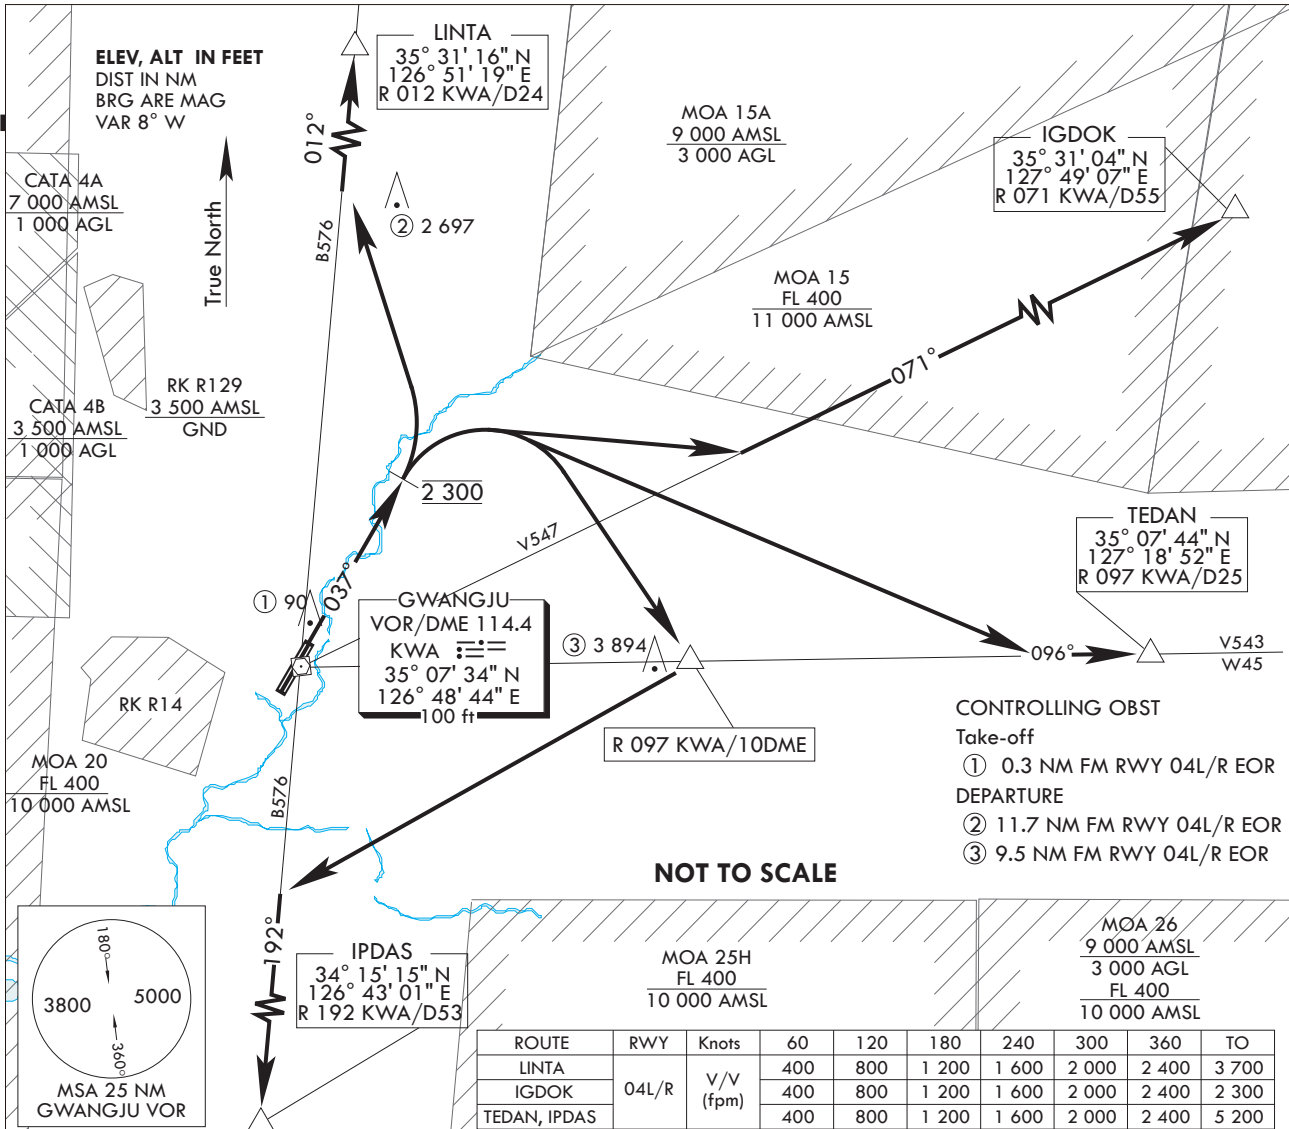 ELEV, ALT IN FEET
DIST IN NM
BRG ARE MAG
VAR 8° W
True North
LINTA
35° 31' 16" N
126° 51' 19" E
R 012 KWA/D24
012°
B576
② 2 697
MOA 15A
9 000 AMSL
3 000 AGL
IGDOK
35° 31' 04" N
127° 49' 07" E
R 071 KWA/D55
CATA 4A
7 000 AMSL
1 000 AGL
MOA 15
FL 400
11 000 AMSL
071°
RK R129
3 500 AMSL
GND
CATA 4B
3 500 AMSL
1 000 AGL
2 300
V547
TEDAN
35° 07' 44" N
127° 18' 52" E
R 097 KWA/D25
037°
① 90
GWANGJU
VOR/DME 114.4
KWA
35° 07' 34" N
126° 48' 44" E
100 ft
③ 3 894
096°
V543
W45
RK R14
R 097 KWA/10DME
CONTROLLING OBST
Take-off
① 0.3 NM FM RWY 04L/R EOR
DEPARTURE
② 11.7 NM FM RWY 04L/R EOR
③ 9.5 NM FM RWY 04L/R EOR
MOA 20
FL 400
10 000 AMSL
B576
NOT TO SCALE
192°
IPDAS
34° 15' 15" N
126° 43' 01" E
R 192 KWA/D53
MOA 25H
FL 400
10 000 AMSL
MOA 26
9 000 AMSL
3 000 AGL
FL 400
10 000 AMSL
180°
3800
5000
360°
MSA 25 NM
GWANGJU VOR
ROUTE RWY Knots 60 120 180 240 300 360 TO
LINTA 04L/R V/V (fpm) 400 800 1 200 1 600 2 000 2 400 3 700
IGDOK 400 800 1 200 1 600 2 000 2 400 2 300
TEDAN, IPDAS 400 800 1 200 1 600 2 000 2 400 5 200